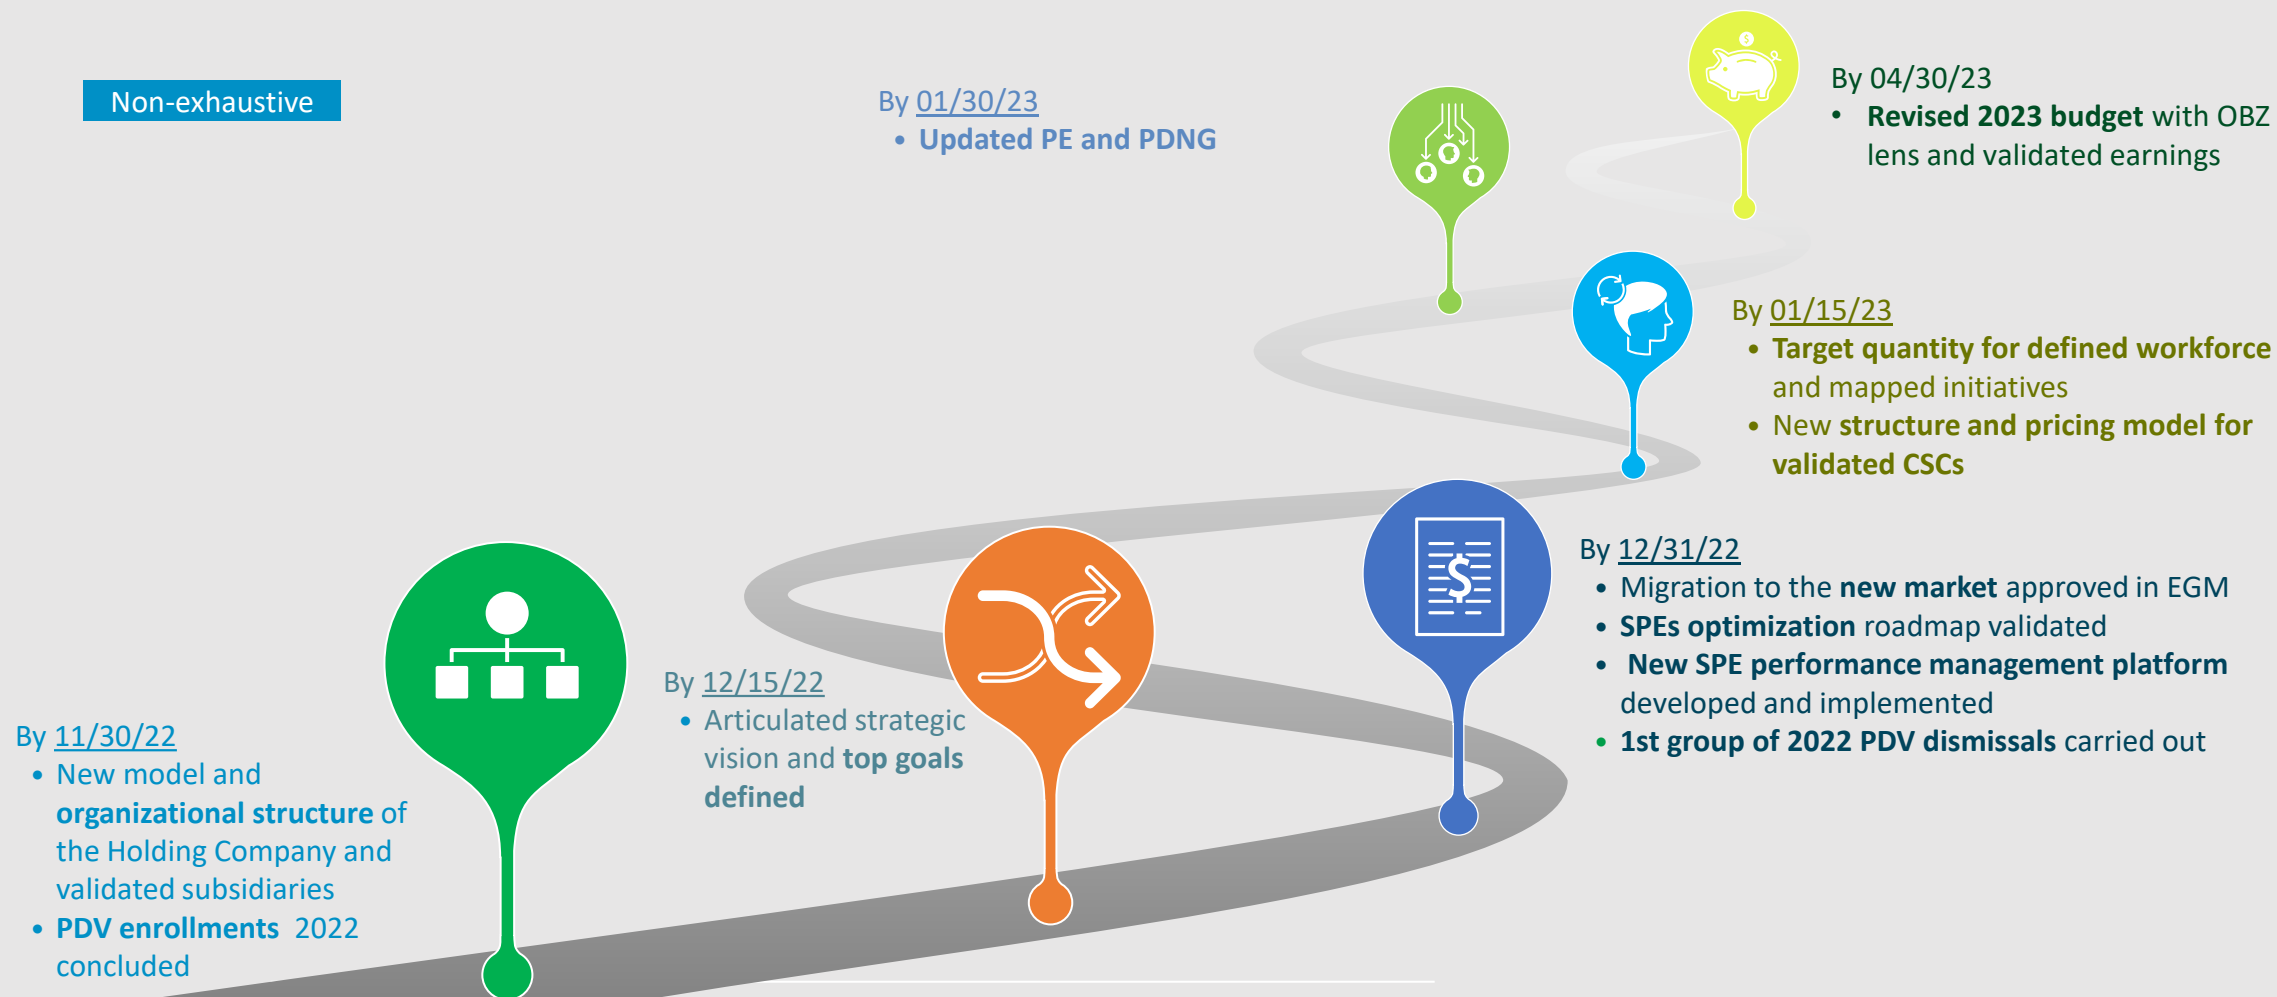 Non-exhaustive
By 11/30/22
• New model and
organizational structure of
the Holding Company and
validated subsidiaries
• PDV enrollments 2022
concluded
By 12/15/22
• Articulated strategic
vision and top goals
defined
By 12/31/22
• Migration to the new market approved in EGM
• SPEs optimization roadmap validated
• New SPE performance management platform
developed and implemented
• 1st group of 2022 PDV dismissals carried out
By 01/15/23
• Target quantity for defined workforce
and mapped initiatives
• New structure and pricing model for
validated CSCs
By 01/30/23
• Updated PE and PDNG
By 04/30/23
• Revised 2023 budget with OBZ
lens and validated earnings
$
$